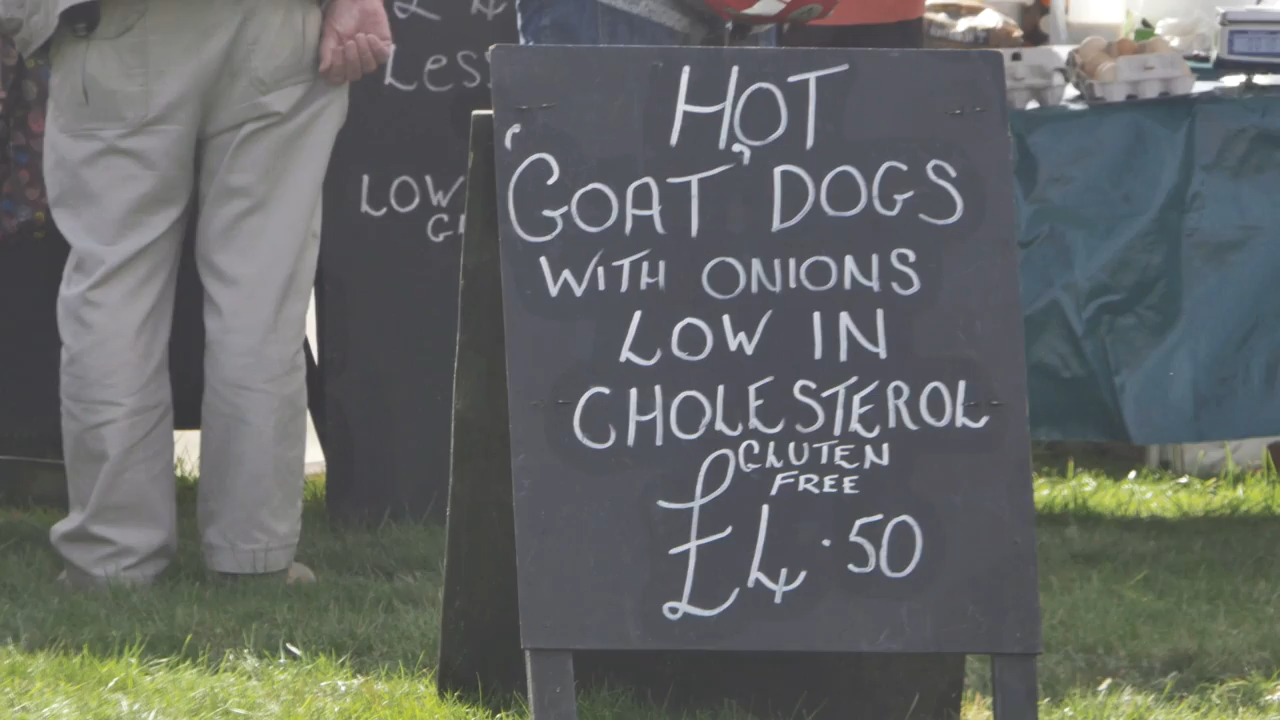 HOT
'GOAT' DOGS
WITH ONIONS
LOW IN
CHOLESTEROL
GLUTEN
FREE
£4.50
Less
LOW